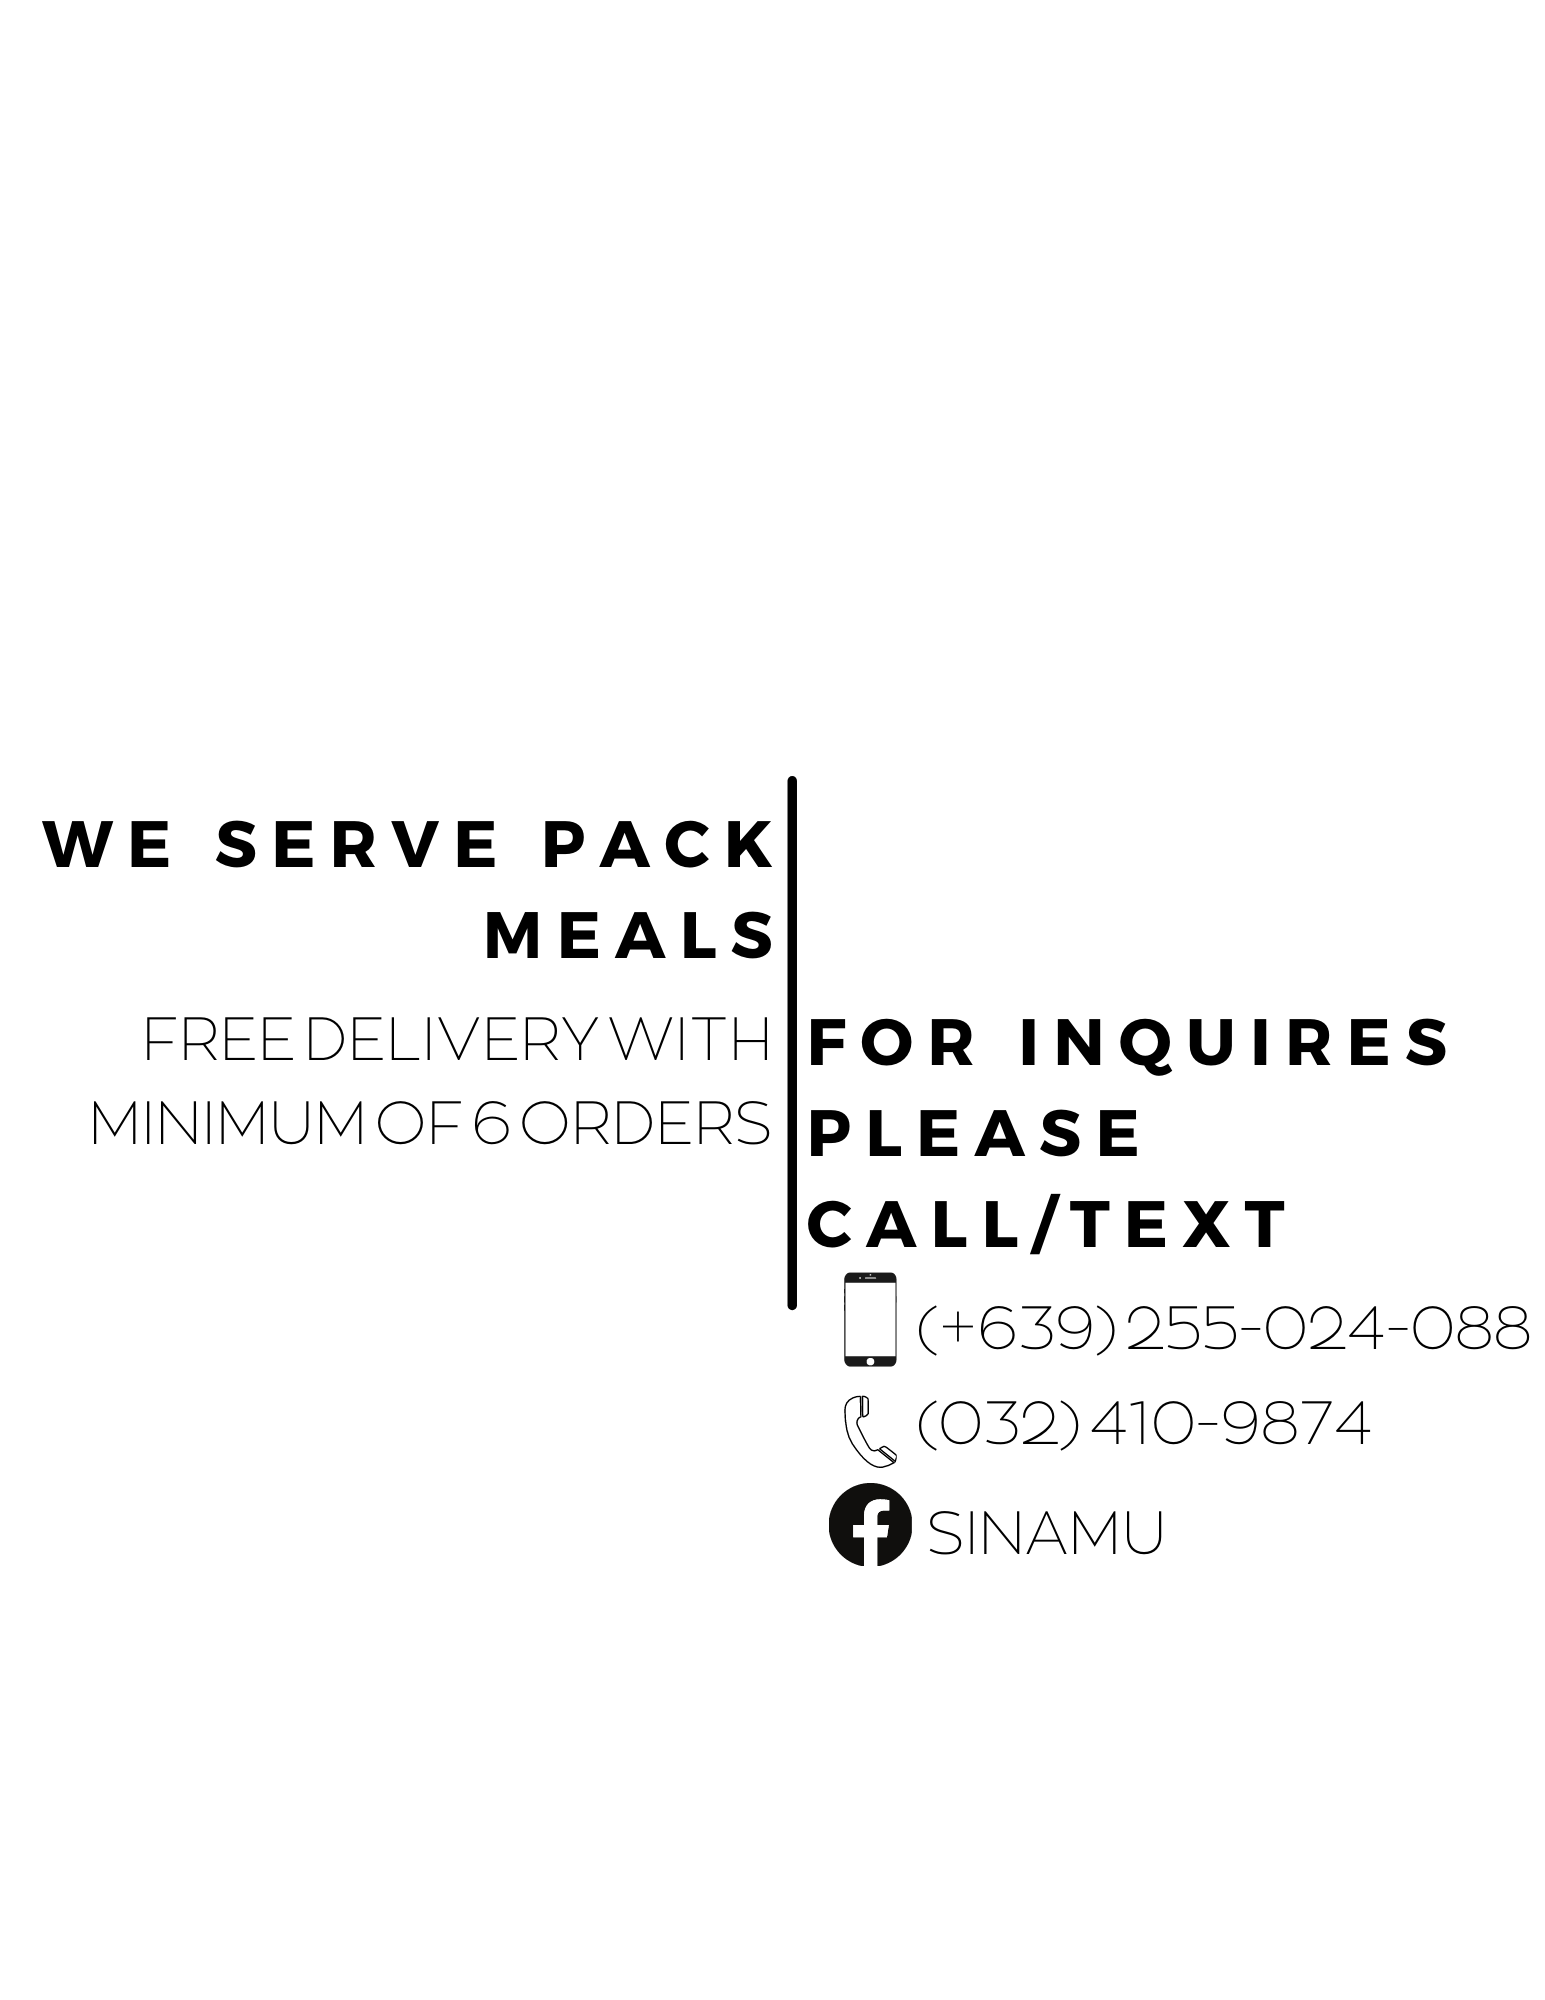 WE SERVE PACK
MEALS
FREE DELIVERY WITH
MINIMUM OF 6 ORDERS
FOR INQUIRES
PLEASE
CALL/TEXT
(+639) 255-024-088
(032) 410-9874
SINAMU